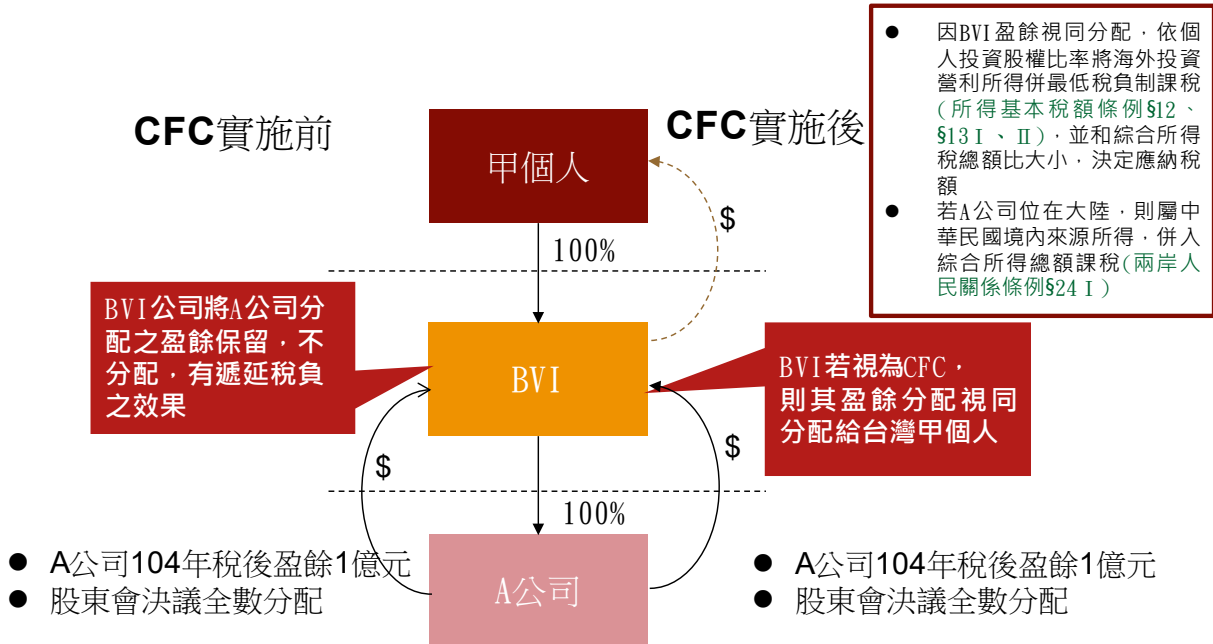 CFC實施前
CFC實施後
● 因BVI盈餘視同分配，依個
人投資股權比率將海外投資
營利所得併最低稅負制課稅
(所得基本稅額條例§12、
§13Ⅰ、Ⅱ)，並和綜合所得
稅總額比大小，決定應納稅
額
● 若A公司位在大陸，則屬中
華民國境內來源所得，併入
綜合所得總額課稅(兩岸人
民關係條例§24Ⅰ)
甲個人
$
100%
BVI公司將A公司分
配之盈餘保留，不
分配，有遞延稅負
之效果
BVI
BVI若視為CFC，
則其盈餘分配視同
分配給台灣甲個人
$
$
100%
● A公司104年稅後盈餘1億元
● 股東會決議全數分配
A公司
● A公司104年稅後盈餘1億元
● 股東會決議全數分配